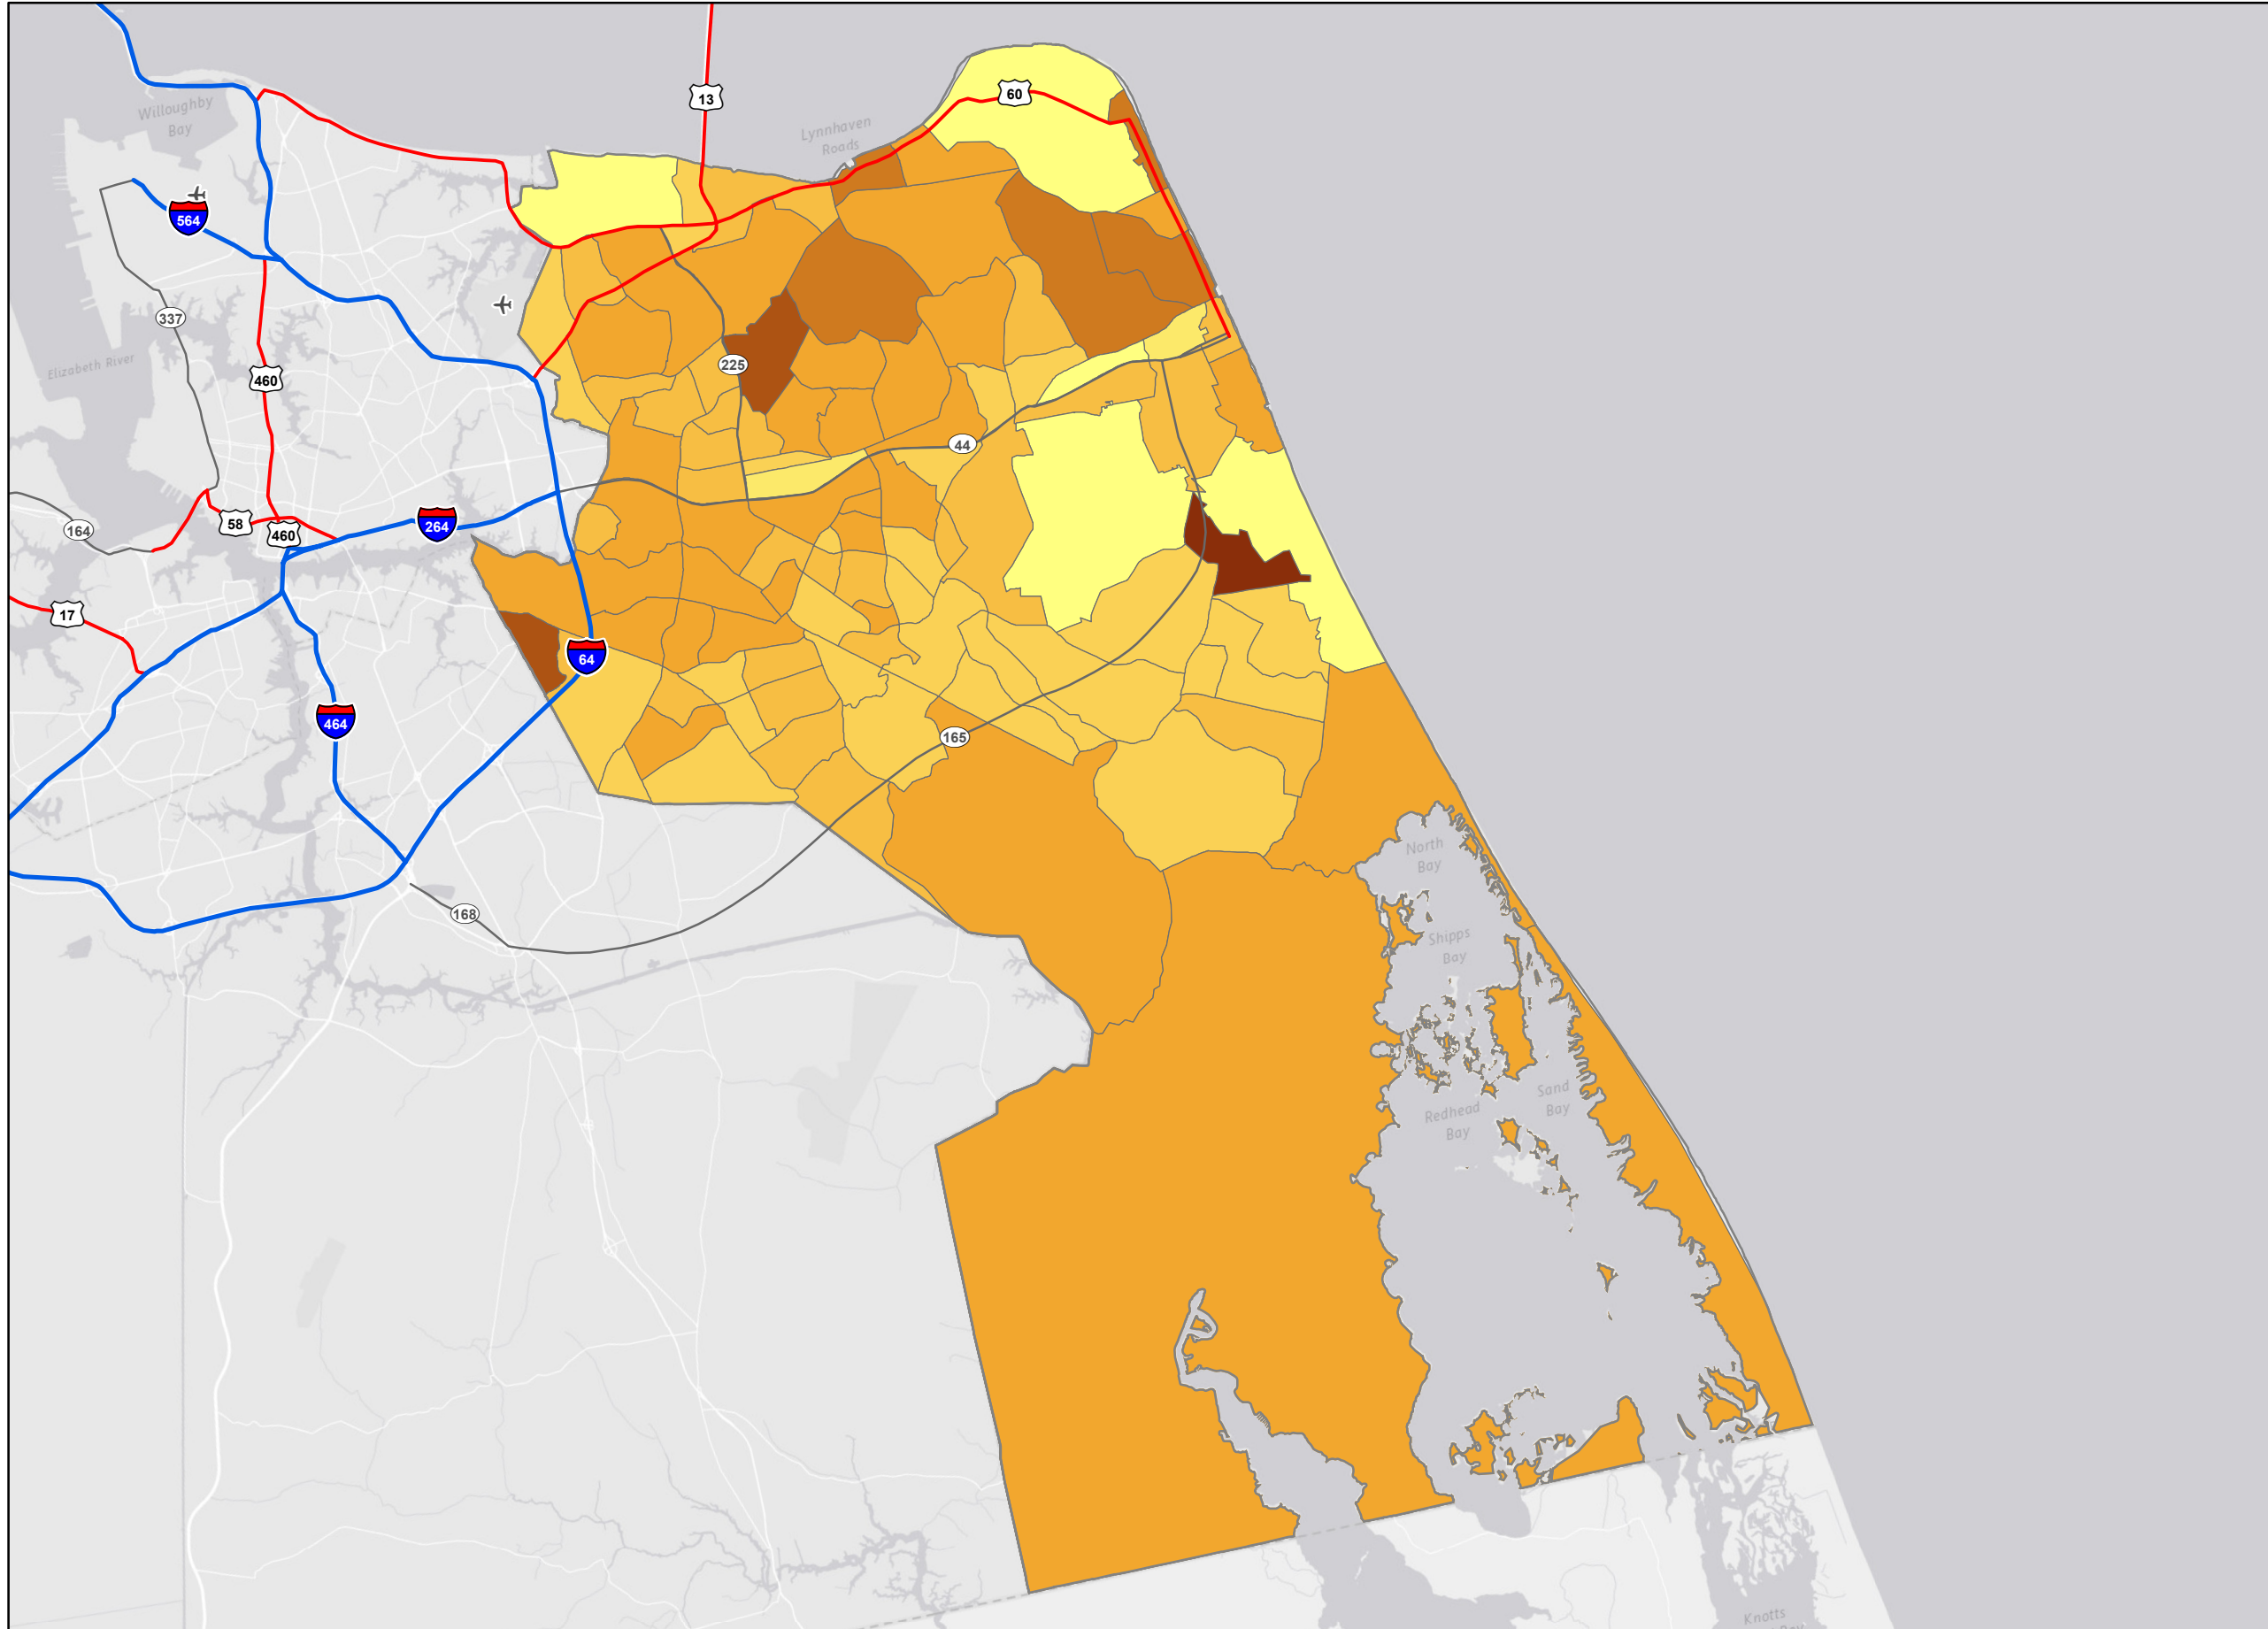 13
60
Willoughby
Bay
Lynnhaven
Roads
564
337
Elizabeth River
460
225
44
58
460
264
164
17
64
464
165
168
North
Bay
Shipps
Bay
Sand
Bay
Redhead
Bay
Knotts